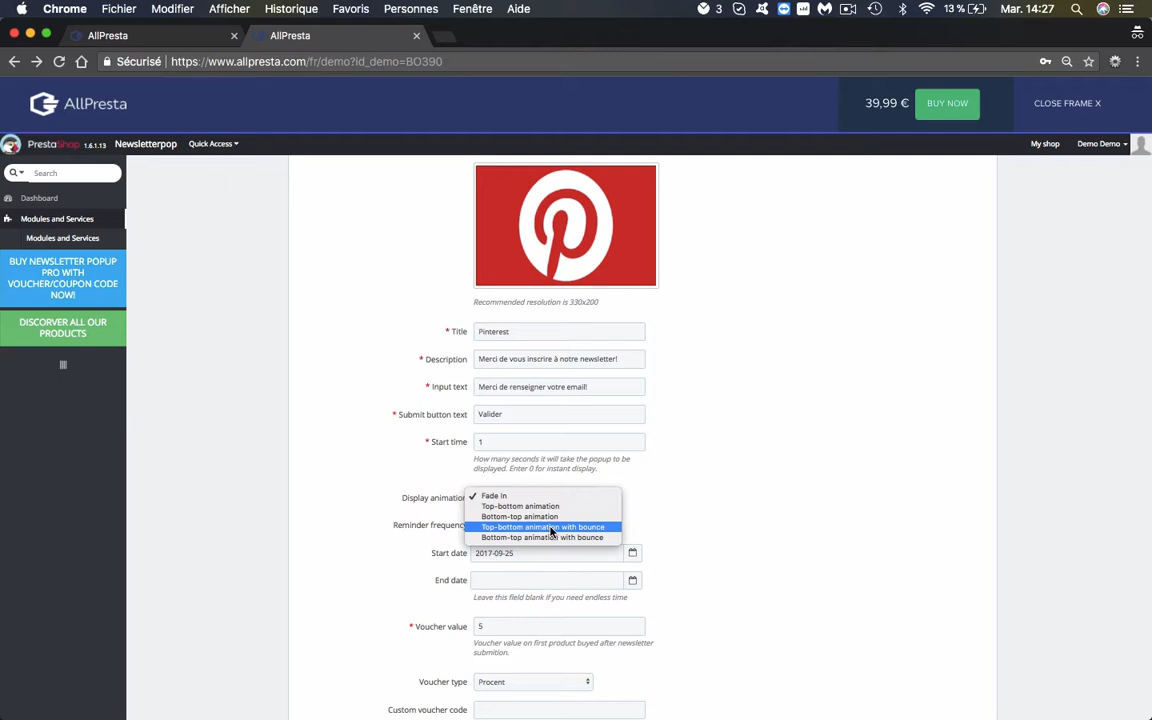 Chrome Fichier Modifier Afficher Historique Favoris Personnes Fenêtre Aide 3 13 % Mar. 14:27
AllPresta × AllPresta ×
Sécurisé https://www.allpresta.com/fr/demo?id_demo=BO390
AllPresta 39,99 € BUY NOW CLOSE FRAME X
PrestaShop 1.6.1.13 Newsletterpop Quick Access My shop Demo Demo
Search
Dashboard
Modules and Services
Modules and Services
BUY NEWSLETTER POPUP
PRO WITH
VOUCHER/COUPON CODE
NOW!
DISCORVER ALL OUR
PRODUCTS
Recommended resolution is 330x200
* Title Pinterest
* Description Merci de vous inscrire à notre newsletter!
* Input text Merci de renseigner votre email!
* Submit button text Valider
* Start time 1
How many seconds it will take the popup to be
displayed. Enter 0 for instant display.
Display animation ✓ Fade In
Top-bottom animation
Bottom-top animation
Reminder frequency Top-bottom animation with bounce
Bottom-top animation with bounce
Start date 2017-09-25
End date
Leave this field blank if you need endless time
* Voucher value 5
Voucher value on first product buyed after newsletter
submition.
Voucher type Procent
Custom voucher code